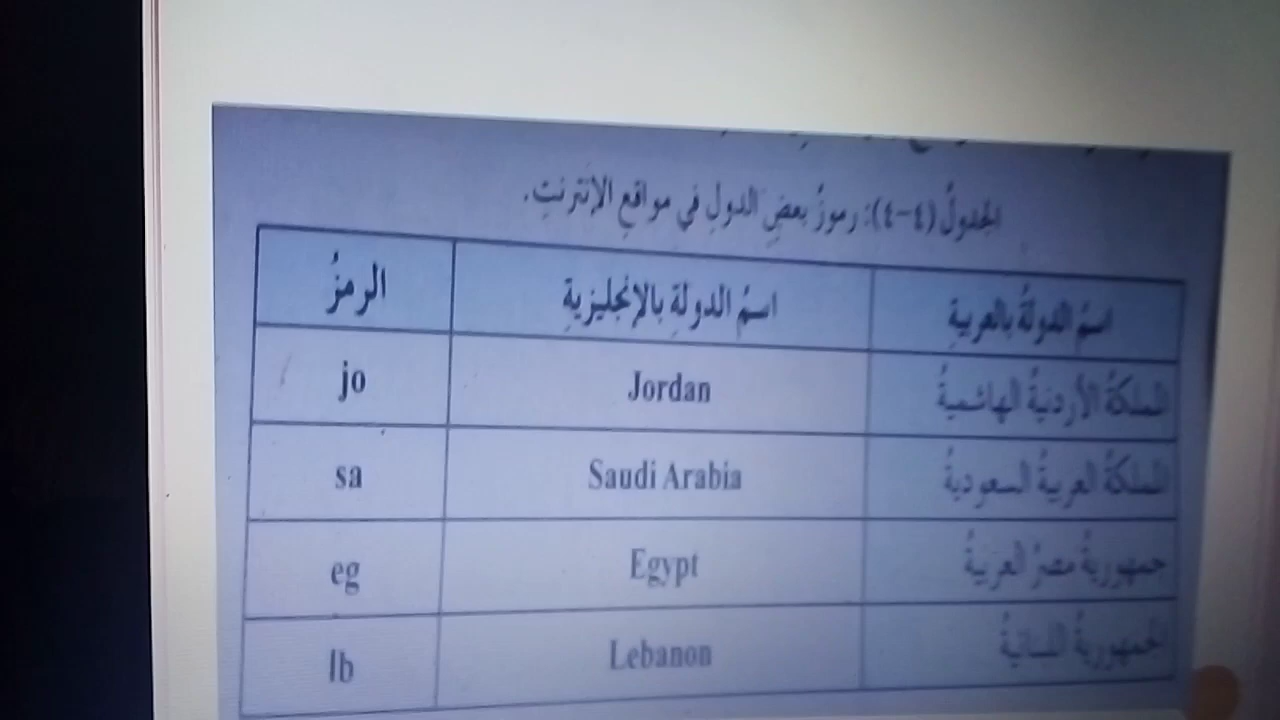 الجدولُ (٤-٤): رموزُ بعضِ الدولِ في مواقعِ الإنترنتِ.
اسمُ الدولةِ بالعربيةِ اسمُ الدولةِ بالإنجليزيةِ الرمزُ
المملكةُ الأردنيةُ الهاشميةُ Jordan jo
المملكةُ العربيةُ السعوديةُ Saudi Arabia sa
جمهوريةُ مصرَ العربيةُ Egypt eg
الجمهوريةُ اللبنانيةُ Lebanon lb